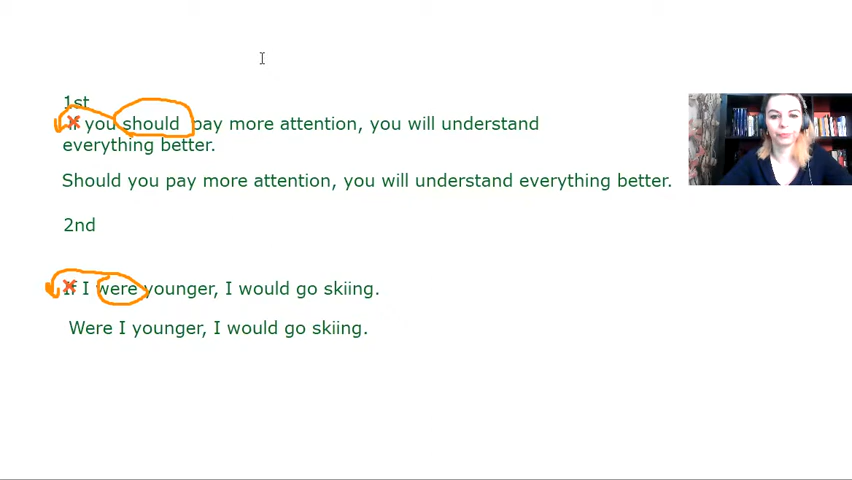 1st
If you should pay more attention, you will understand
everything better.
Should you pay more attention, you will understand everything better.
2nd
If I were younger, I would go skiing.
Were I younger, I would go skiing.